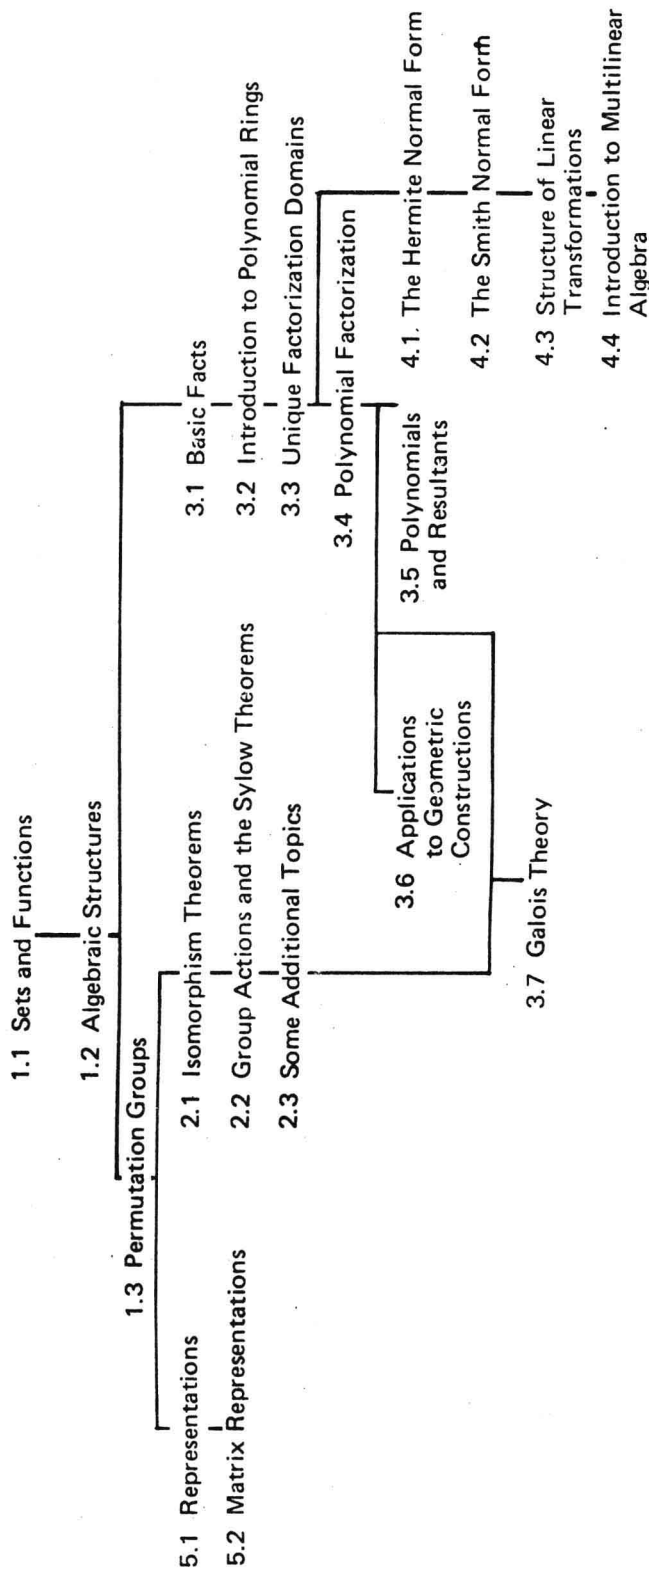 1.1 Sets and Functions
1.2 Algebraic Structures
1.3 Permutation Groups
5.1 Representations
5.2 Matrix Representations
2.1 Isomorphism Theorems
2.2 Group Actions and the Sylow Theorems
2.3 Some Additional Topics
3.1 Basic Facts
3.2 Introduction to Polynomial Rings
3.3 Unique Factorization Domains
3.4 Polynomial Factorization
3.5 Polynomials
and Resultants
3.6 Applications
to Geometric
Constructions
3.7 Galois Theory
4.1. The Hermite Normal Form
4.2 The Smith Normal Form
4.3 Structure of Linear
Transformations
4.4 Introduction to Multilinear
Algebra